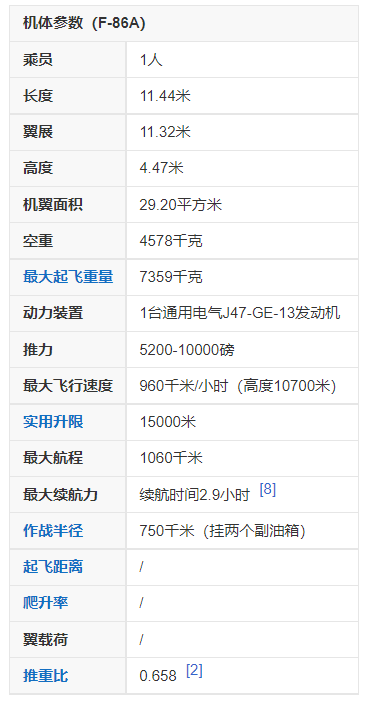 机体参数（F-86A）
乘员 1人
长度 11.44米
翼展 11.32米
高度 4.47米
机翼面积 29.20平方米
空重 4578千克
最大起飞重量 7359千克
动力装置 1台通用电气J47-GE-13发动机
推力 5200-10000磅
最大飞行速度 960千米/小时（高度10700米）
实用升限 15000米
最大航程 1060千米
最大续航力 续航时间2.9小时 [8]
作战半径 750千米（挂两个副油箱）
起飞距离 /
爬升率 /
翼载荷 /
推重比 0.658 [2]